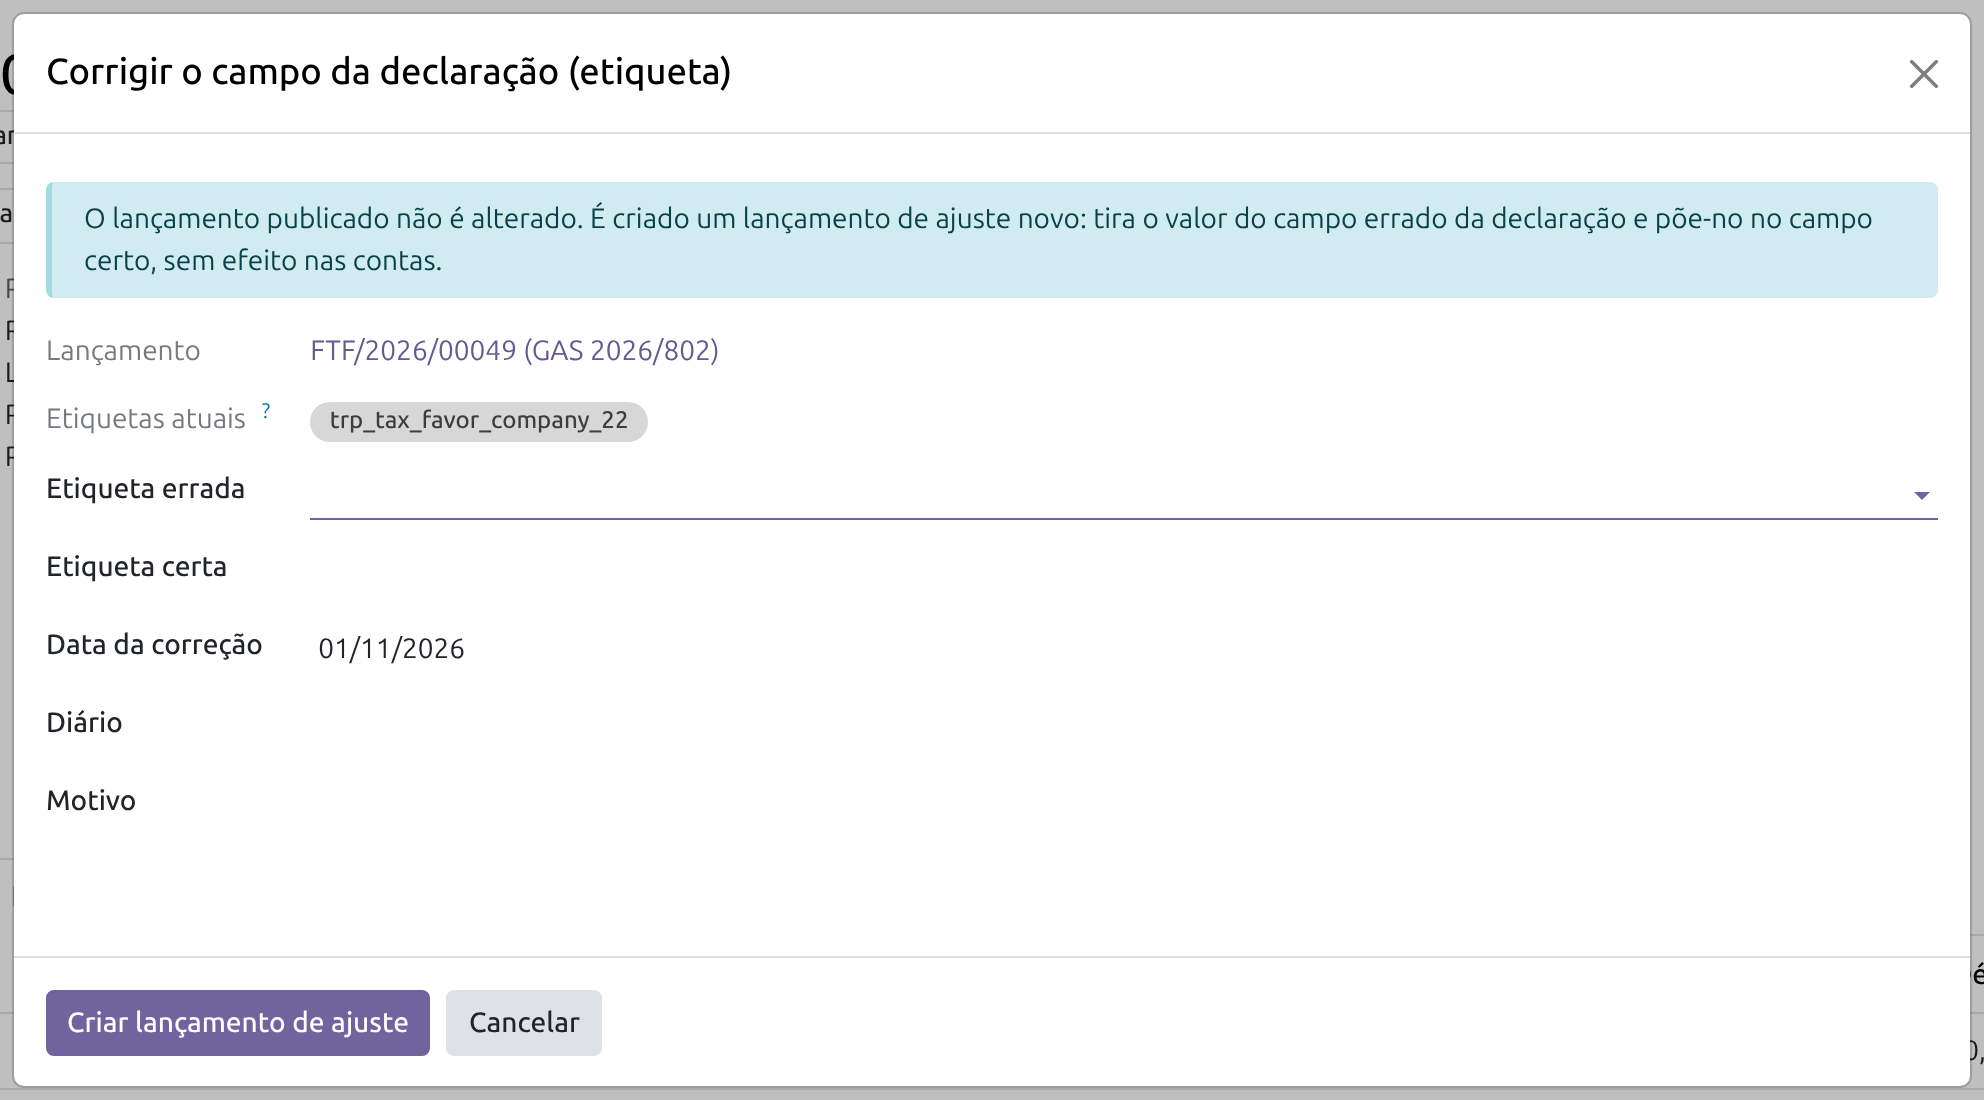 Corrigir o campo da declaração (etiqueta)
O lançamento publicado não é alterado. É criado um lançamento de ajuste novo: tira o valor do campo errado da declaração e põe-no no campo
certo, sem efeito nas contas.
Lançamento FTF/2026/00049 (GAS 2026/802)
Etiquetas atuais ? trp_tax_favor_company_22
Etiqueta errada
Etiqueta certa
Data da correção 01/11/2026
Diário
Motivo
Criar lançamento de ajuste Cancelar